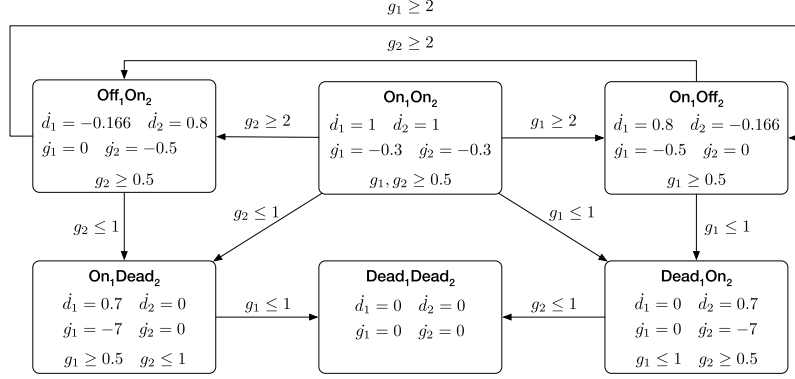 g₁ ≥ 2
g₂ ≥ 2
Off₁On₂
ḋ₁ = −0.166 ḋ₂ = 0.8
ġ₁ = 0 ġ₂ = −0.5
g₂ ≥ 0.5
g₂ ≥ 2
On₁On₂
ḋ₁ = 1 ḋ₂ = 1
ġ₁ = −0.3 ġ₂ = −0.3
g₁, g₂ ≥ 0.5
g₁ ≥ 2
On₁Off₂
ḋ₁ = 0.8 ḋ₂ = −0.166
ġ₁ = −0.5 ġ₂ = 0
g₁ ≥ 0.5
g₂ ≤ 1
g₂ ≤ 1
g₁ ≤ 1
g₁ ≤ 1
On₁Dead₂
ḋ₁ = 0.7 ḋ₂ = 0
ġ₁ = −7 ġ₂ = 0
g₁ ≥ 0.5 g₂ ≤ 1
g₁ ≤ 1
Dead₁Dead₂
ḋ₁ = 0 ḋ₂ = 0
ġ₁ = 0 ġ₂ = 0
g₂ ≤ 1
Dead₁On₂
ḋ₁ = 0 ḋ₂ = 0.7
ġ₁ = 0 ġ₂ = −7
g₁ ≤ 1 g₂ ≥ 0.5